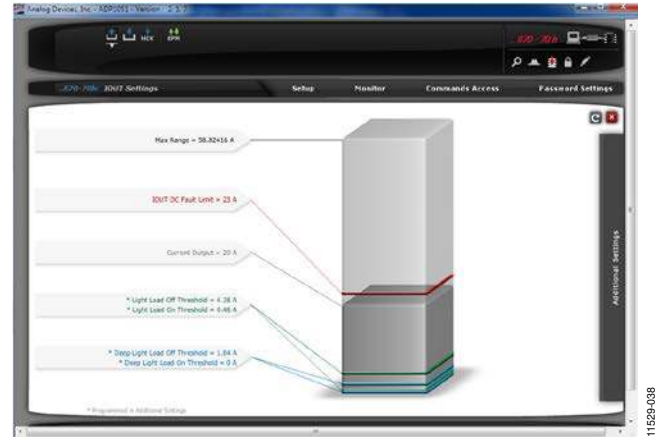 Analog Devices, Inc - ADP1051 - Version
HEX
EPM
IOUT Settings
Setup
Monitor
Commands Access
Password Settings
Max Range = 58.82416 A
IOUT OC Fault Limit = 23 A
Current Output = 20 A
* Light Load Off Threshold = 4.38 A
* Light Load On Threshold = 0.46 A
* Deep Light Load Off Threshold = 1.84 A
* Deep Light Load On Threshold = 0 A
* Programmed in Additional Settings
Additional Settings
11529-038